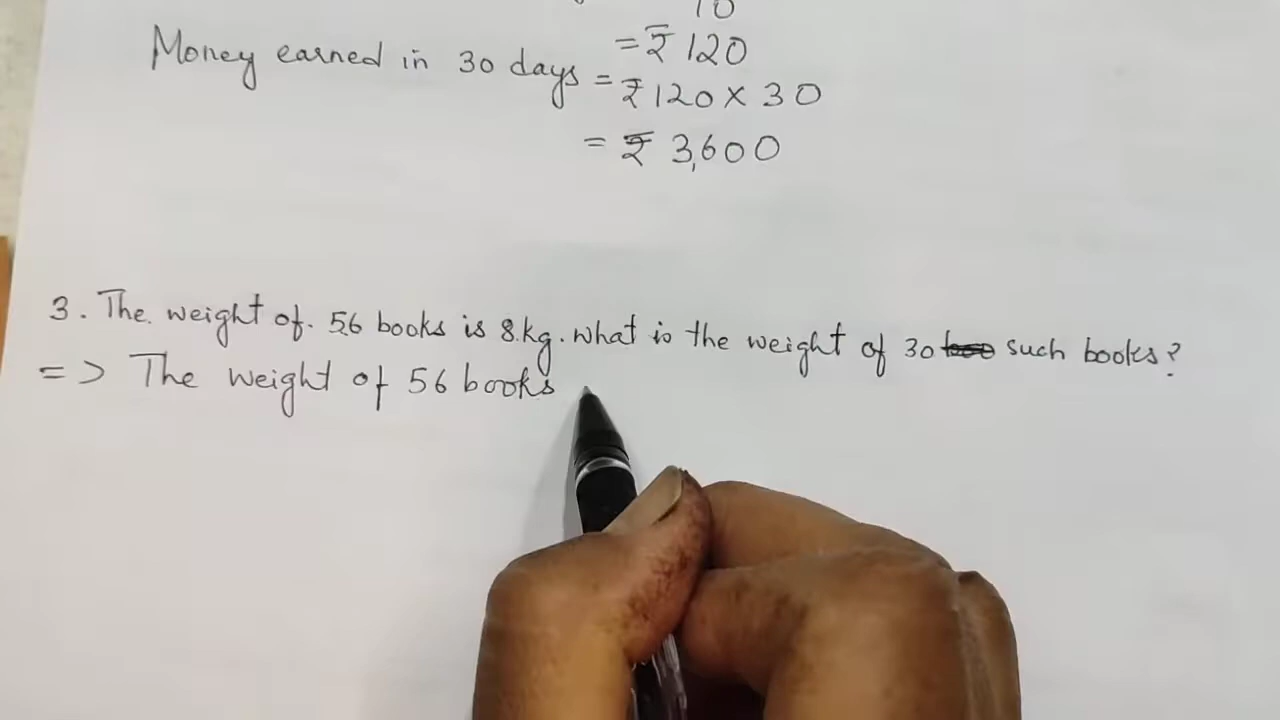 10
= ₹ 120
Money earned in 30 days = ₹ 120 × 30
= ₹ 3,600
3. The weight of 56 books is 8 kg. what is the weight of 30 such books?
=> The weight of 56 books